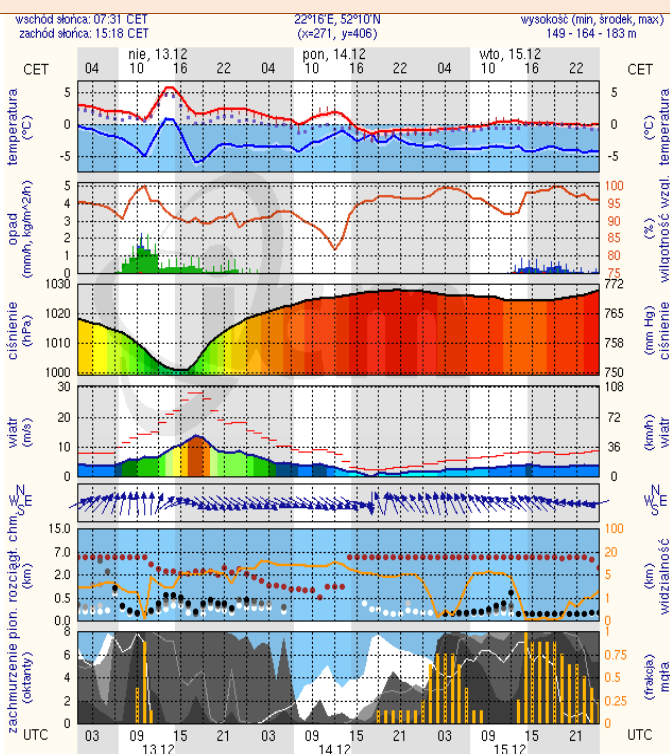 wschód słońca: 07:31 CET 22°16'E, 52°10'N wysokość (min, środek, max)
zachód słońca: 15:18 CET (x=271, y=406) 149 - 164 - 183 m
nie, 13.12 pon, 14.12 wto, 15.12
CET 04 10 16 22 04 10 16 22 04 10 16 22 CET
temperatura
(°C)
5
0
-5
5
0
-5
(°C)
temperatura
opad
(mm/h, kg/m^2/h)
5
4
3
2
1
0
100
95
90
85
80
75
(%)
wilgotność wzgl.
ciśnienie
(hPa)
1030
1020
1010
1000
772
765
758
750
(mm Hg)
ciśnienie
wiatr
(m/s)
30
20
10
0
108
72
36
0
(km/h)
wiatr
N
W E
S
N
W E
S
pion. rozciągł. chm.
(km)
15.0
7.0
2.0
0.5
0.0
100
20
5
1
0
(km)
widzialność
zachmurzenie
(oktanty)
8
6
4
2
0
1
0.75
0.5
0.25
0
(frakcja)
mgła
UTC 03 09 15 21 03 09 15 21 03 09 15 21 UTC
13.12 14.12 15.12